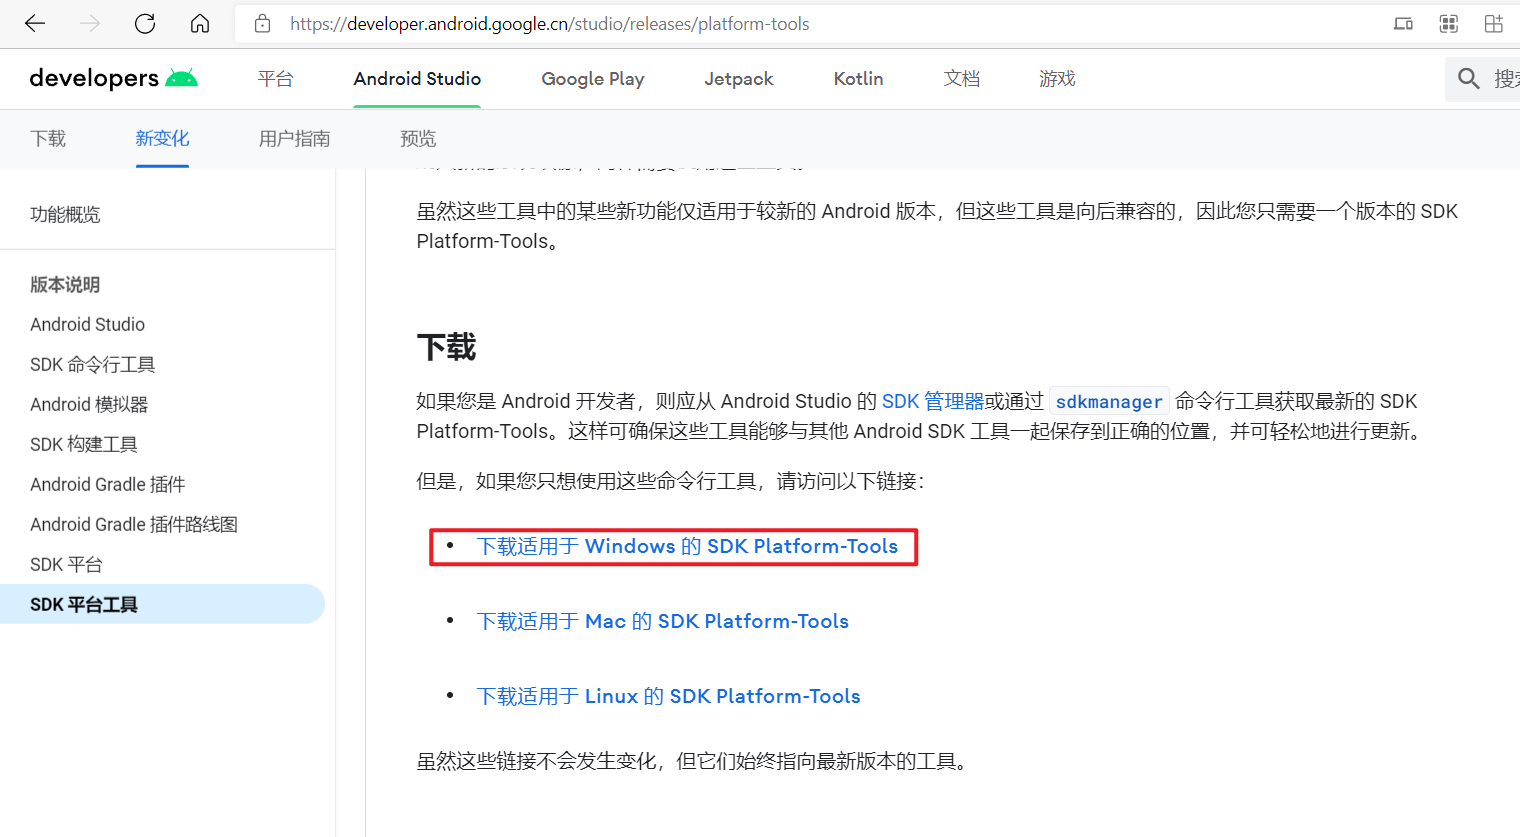 https://developer.android.google.cn/studio/releases/platform-tools
developers
平台
Android Studio
Google Play
Jetpack
Kotlin
文档
游戏
下载
新变化
用户指南
预览
功能概览
版本说明
Android Studio
SDK 命令行工具
Android 模拟器
SDK 构建工具
Android Gradle 插件
Android Gradle 插件路线图
SDK 平台
SDK 平台工具
虽然这些工具中的某些新功能仅适用于较新的 Android 版本，但这些工具是向后兼容的，因此您只需要一个版本的 SDK
Platform-Tools。
下载
如果您是 Android 开发者，则应从 Android Studio 的 SDK 管理器或通过 sdkmanager 命令行工具获取最新的 SDK
Platform-Tools。这样可确保这些工具能够与其他 Android SDK 工具一起保存到正确的位置，并可轻松地进行更新。
但是，如果您只想使用这些命令行工具，请访问以下链接：
• 下载适用于 Windows 的 SDK Platform-Tools
• 下载适用于 Mac 的 SDK Platform-Tools
• 下载适用于 Linux 的 SDK Platform-Tools
虽然这些链接不会发生变化，但它们始终指向最新版本的工具。